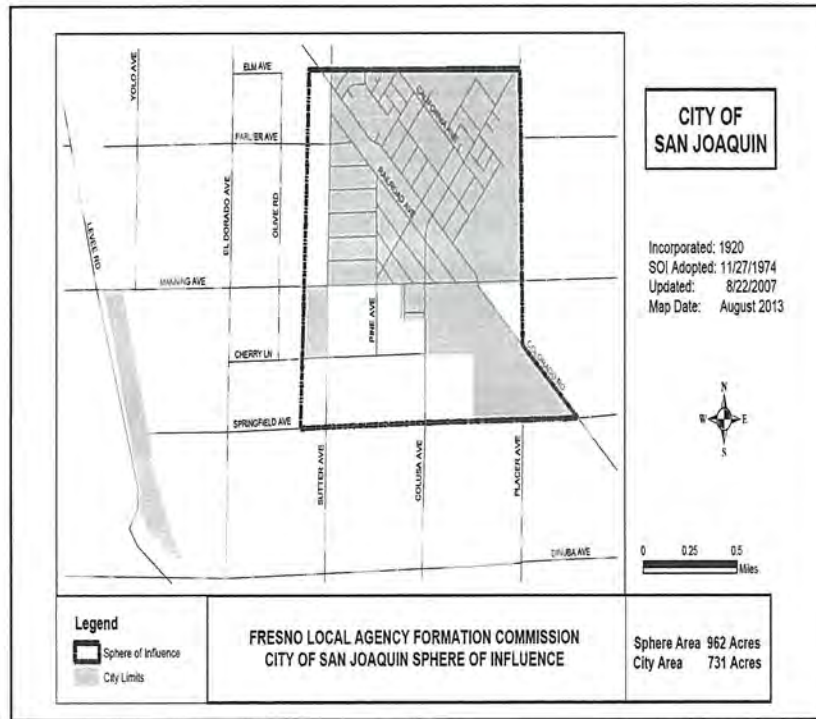 YOLO AVE
ELM AVE
PARLIER AVE
CALIFORNIA AVE
RAILROAD AVE
EL DORADO AVE
OLIVE RD
LEVEE RD
MANNING AVE
PINE AVE
CHERRY LN
COLORADO RD
SPRINGFIELD AVE
SUTTER AVE
COLUSA AVE
PLACER AVE
DINUBA AVE
CITY OF
SAN JOAQUIN
Incorporated: 1920
SOI Adopted: 11/27/1974
Updated: 8/22/2007
Map Date: August 2013
N
W E
S
0 0.25 0.5
Miles
Legend
Sphere of Influence
City Limits
FRESNO LOCAL AGENCY FORMATION COMMISSION
CITY OF SAN JOAQUIN SPHERE OF INFLUENCE
Sphere Area 962 Acres
City Area 731 Acres